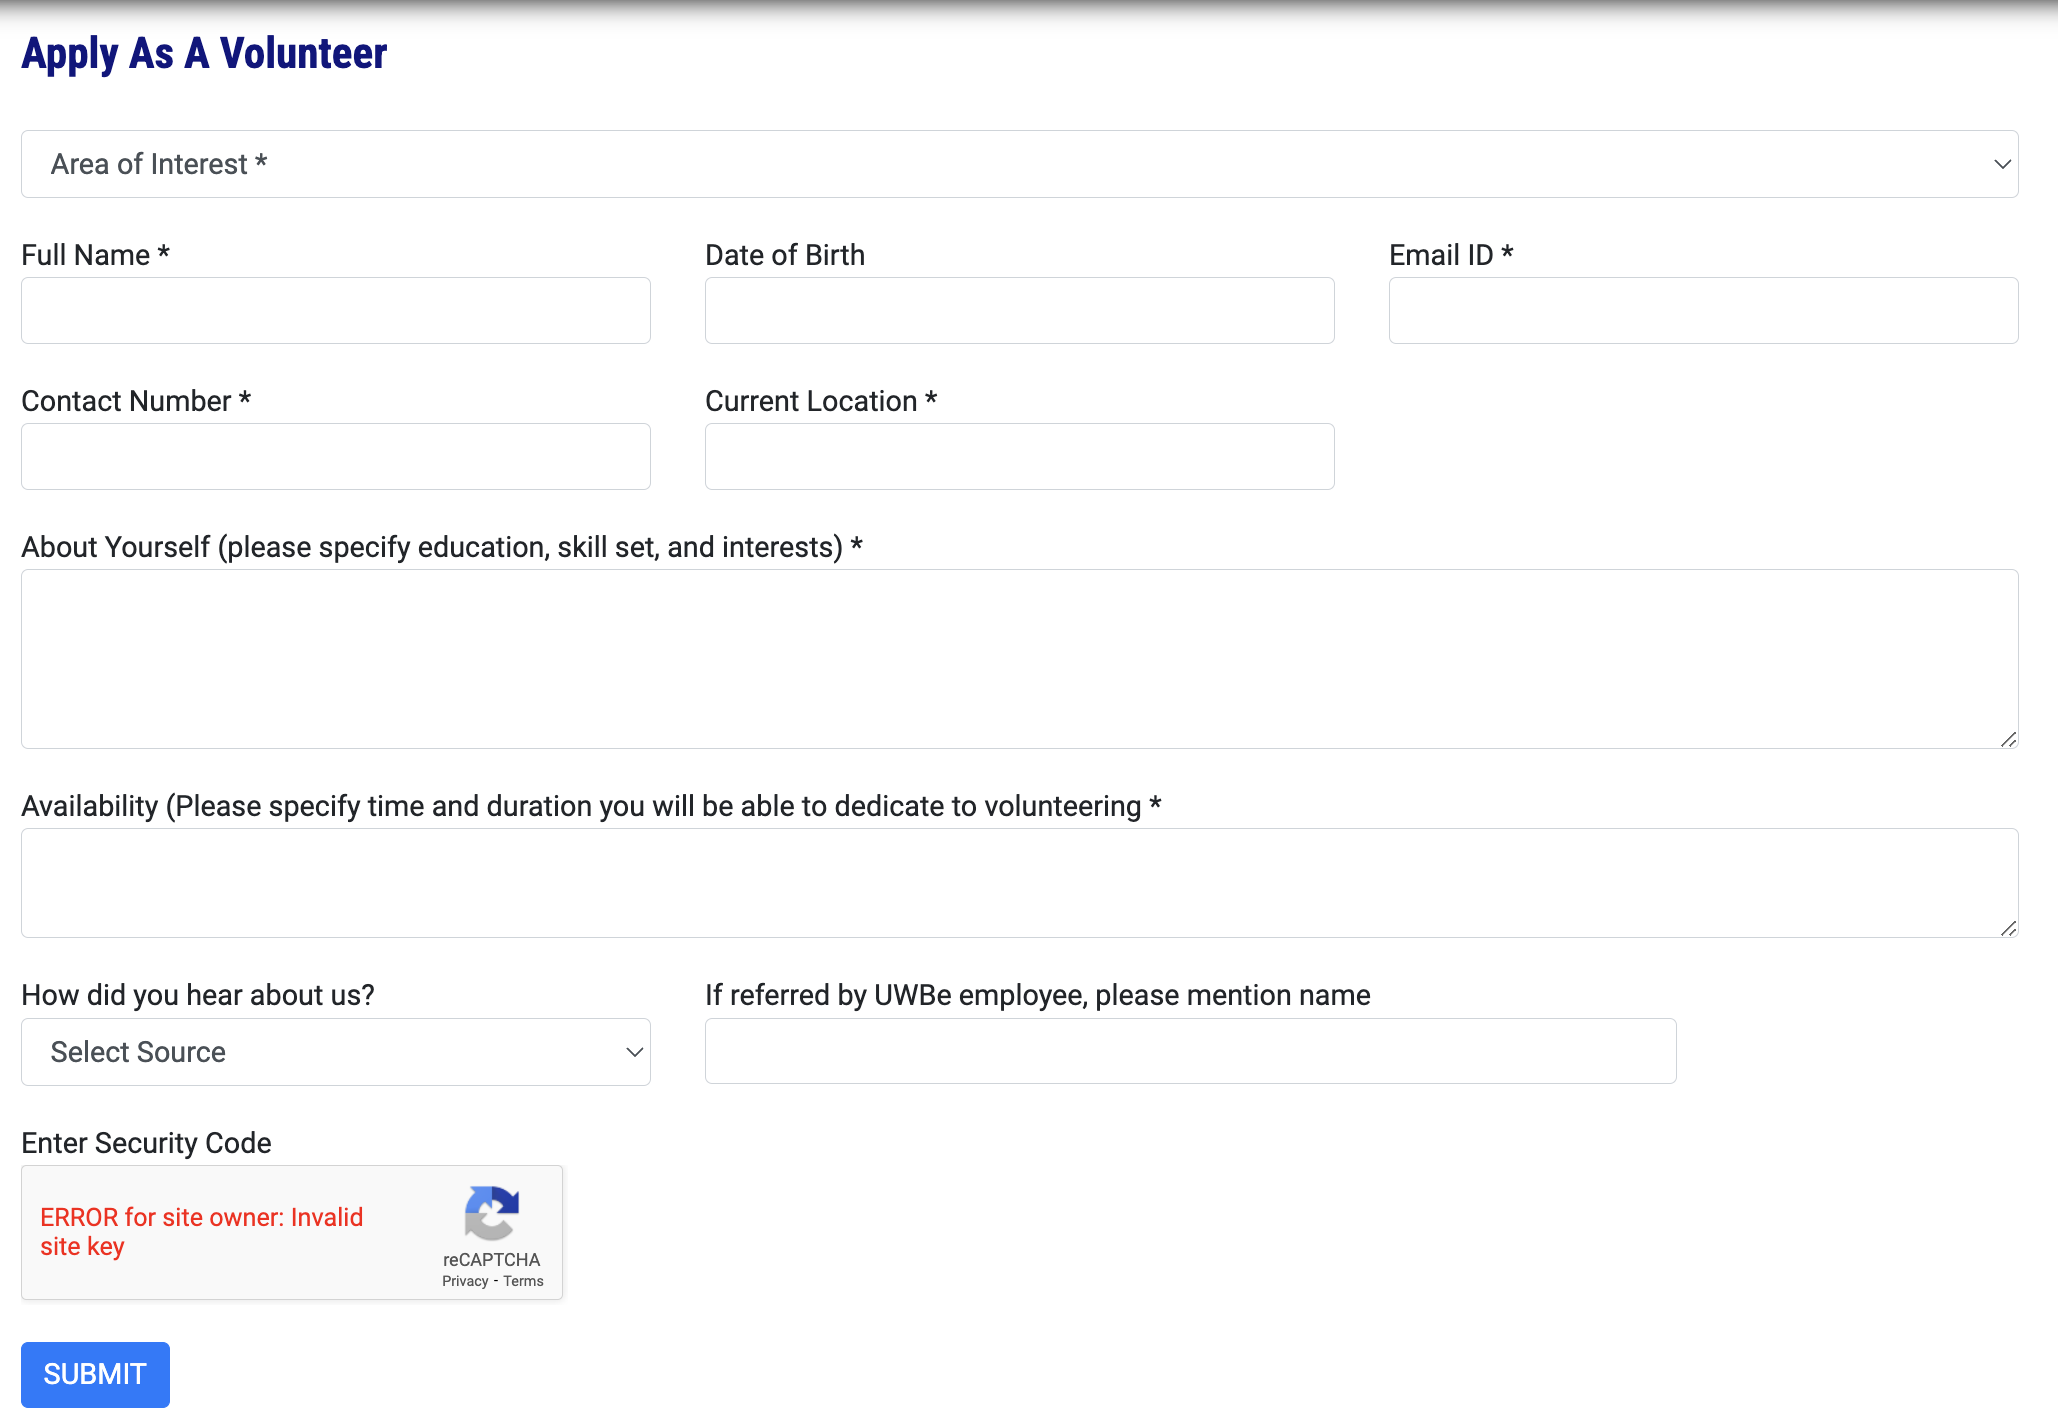 Apply As A Volunteer
Area of Interest *
Full Name *
Date of Birth
Email ID *
Contact Number *
Current Location *
About Yourself (please specify education, skill set, and interests) *
Availability (Please specify time and duration you will be able to dedicate to volunteering *
How did you hear about us?
If referred by UWBe employee, please mention name
Select Source
Enter Security Code
ERROR for site owner: Invalid
site key
reCAPTCHA
Privacy - Terms
SUBMIT